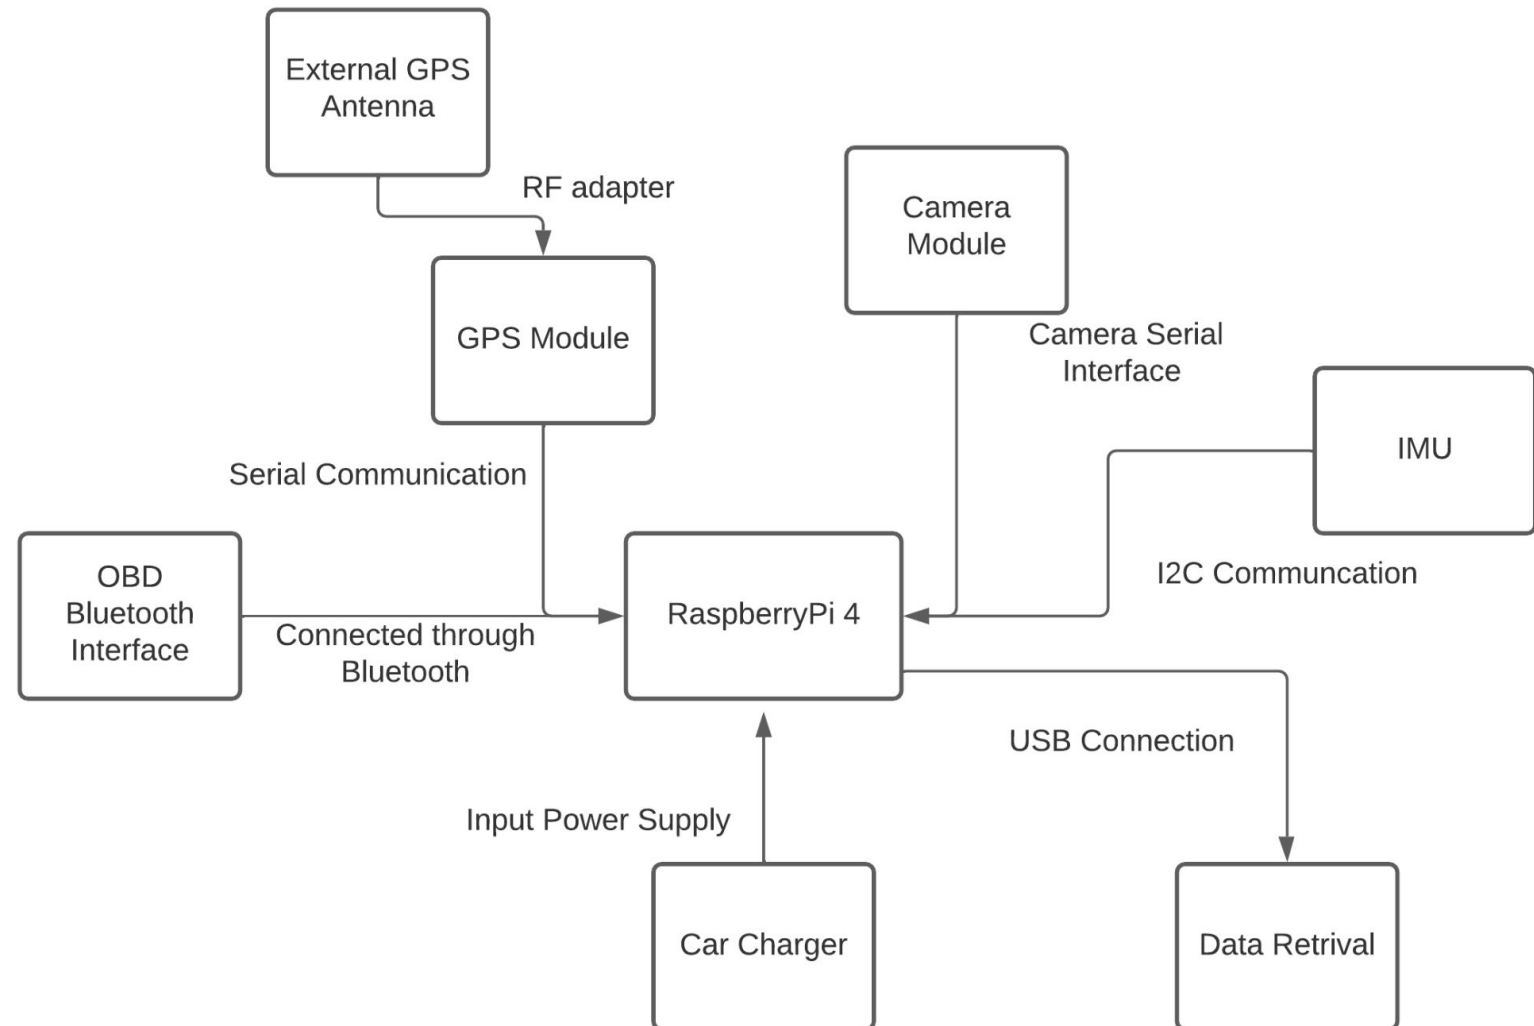 External GPS
Antenna
RF adapter
Camera
Module
GPS Module
Camera Serial
Interface
IMU
Serial Communication
OBD
Bluetooth
Interface
Connected through
Bluetooth
RaspberryPi 4
I2C Communcation
USB Connection
Input Power Supply
Car Charger
Data Retrival